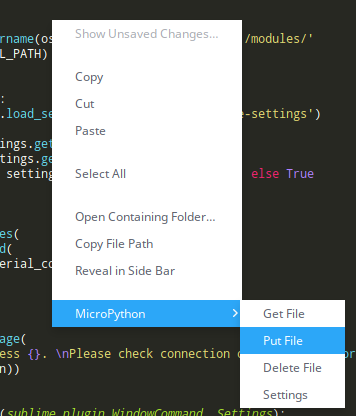 Show Unsaved Changes...
rname(os
/modules/'
L_PATH)
Copy
:
Cut
.load_se
e-settings')
Paste
ings.get
tings.ge
Select All
settin
else True
Open Containing Folder...
es(
Copy File Path
d(
Reveal in Side Bar
erial_co
MicroPython
Get File
age(
Put File
ess {}. \nPlease check connection o
or
n))
Delete File
Settings
(sublime_plugin.WindowCommand, Settings):